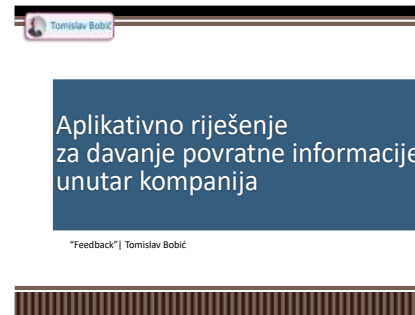 Tomislav Bobić
Aplikativno riješenje
za davanje povratne informacije
unutar kompanija
“Feedback”| Tomislav Bobić